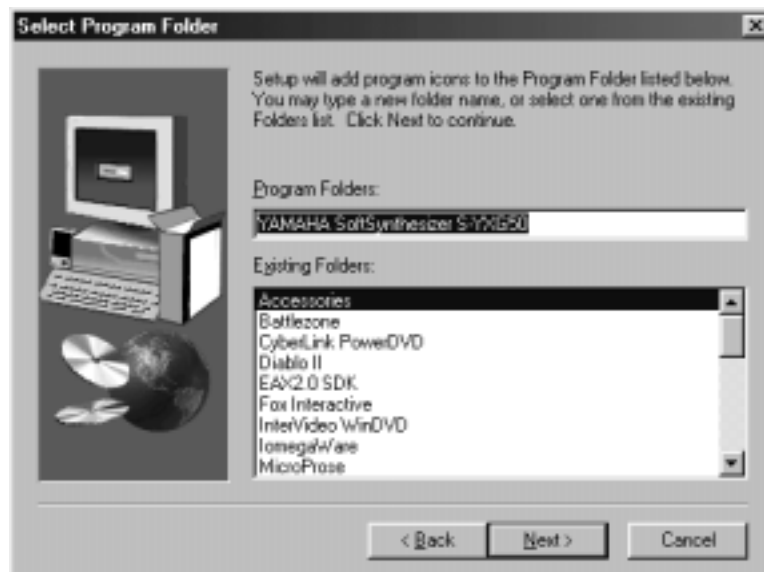 Select Program Folder
Setup will add program icons to the Program Folder listed below.
You may type a new folder name, or select one from the existing
Folders list. Click Next to continue.
Program Folders:
YAMAHA SoftSynthesizer S-YXG50
Existing Folders:
Accessories
Battlezone
CyberLink PowerDVD
Diablo II
EAX2.0 SDK
Fox Interactive
InterVideo WinDVD
IomegaWare
MicroProse
< Back
Next >
Cancel